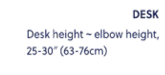 DESK
Desk height ~ elbow height,
25-30" (63-76cm)